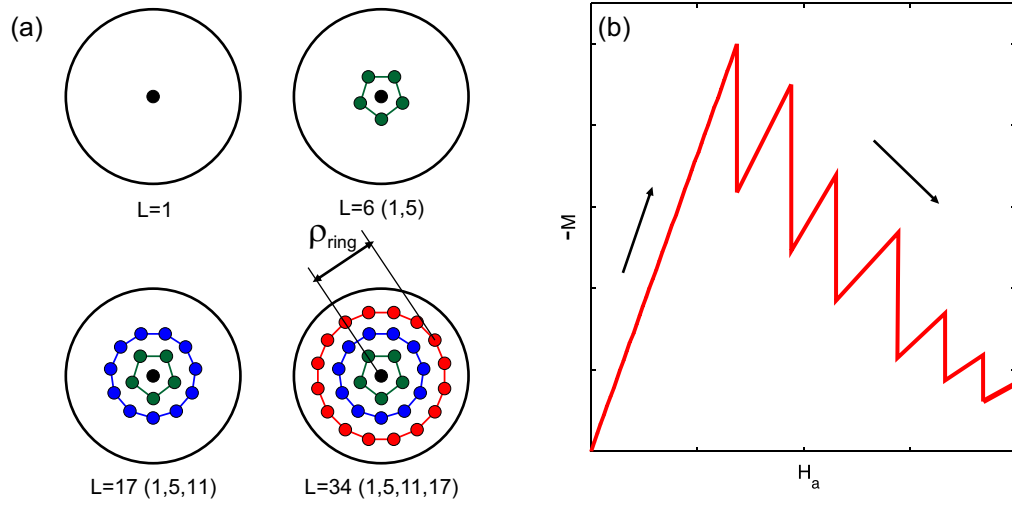 (a)
L=1
L=6 (1,5)
ρring
L=17 (1,5,11)
L=34 (1,5,11,17)
(b)
-M
Ha